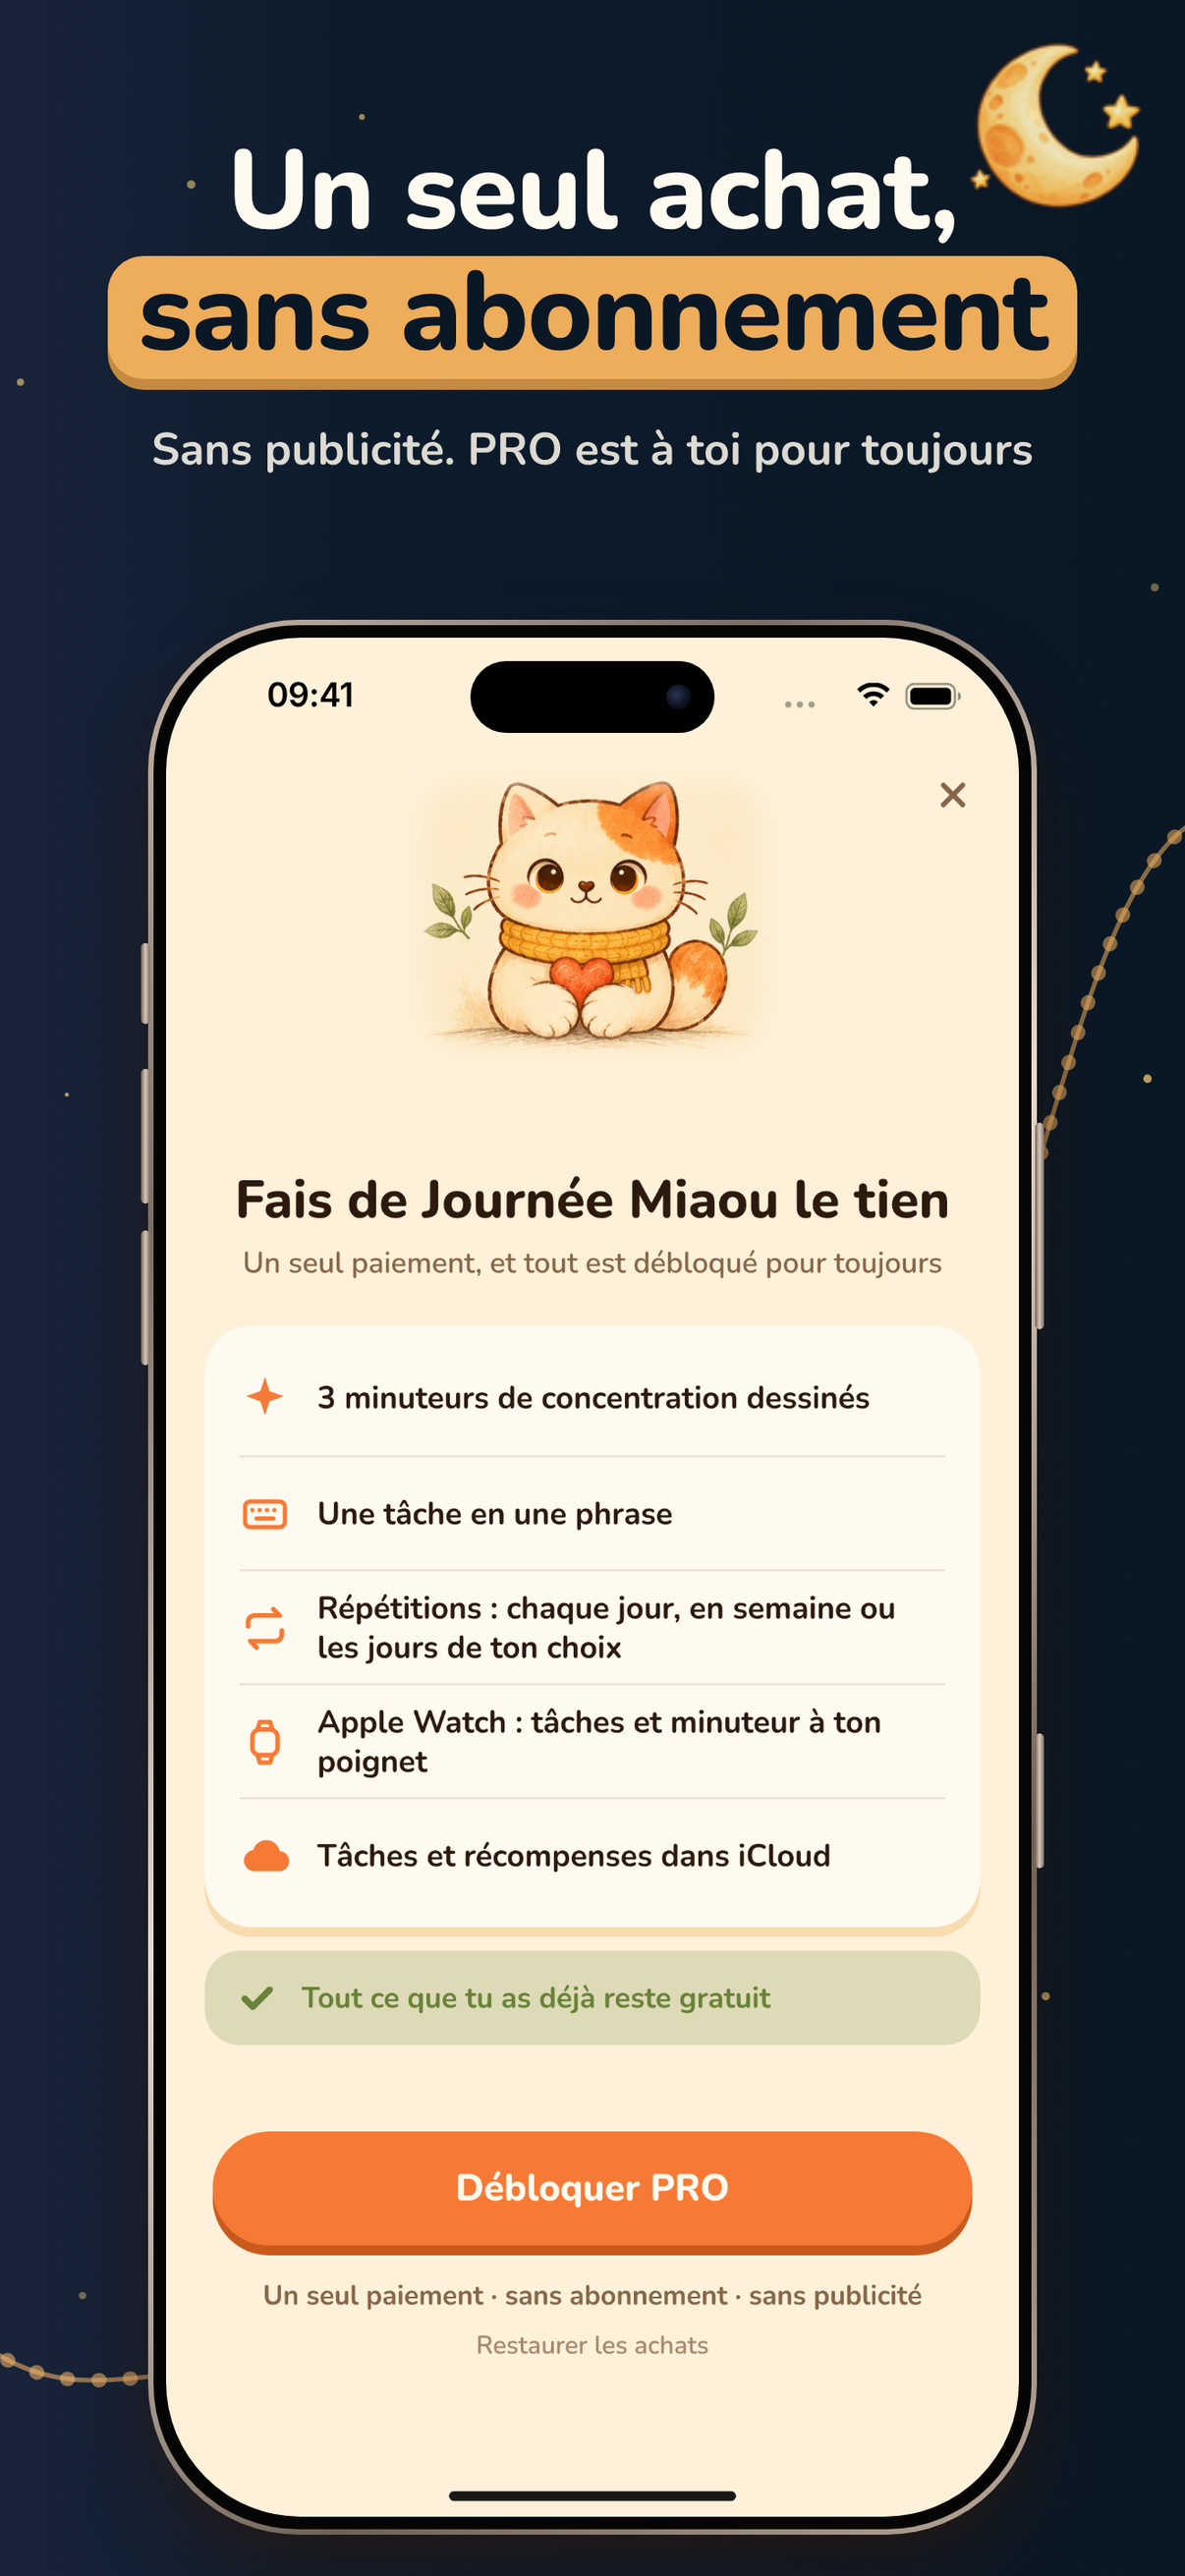 Un seul achat,
sans abonnement
Sans publicité. PRO est à toi pour toujours
09:41
Fais de Journée Miaou le tien
Un seul paiement, et tout est débloqué pour toujours
3 minuteurs de concentration dessinés
Une tâche en une phrase
Répétitions : chaque jour, en semaine ou
les jours de ton choix
Apple Watch : tâches et minuteur à ton
poignet
Tâches et récompenses dans iCloud
Tout ce que tu as déjà reste gratuit
Débloquer PRO
Un seul paiement · sans abonnement · sans publicité
Restaurer les achats